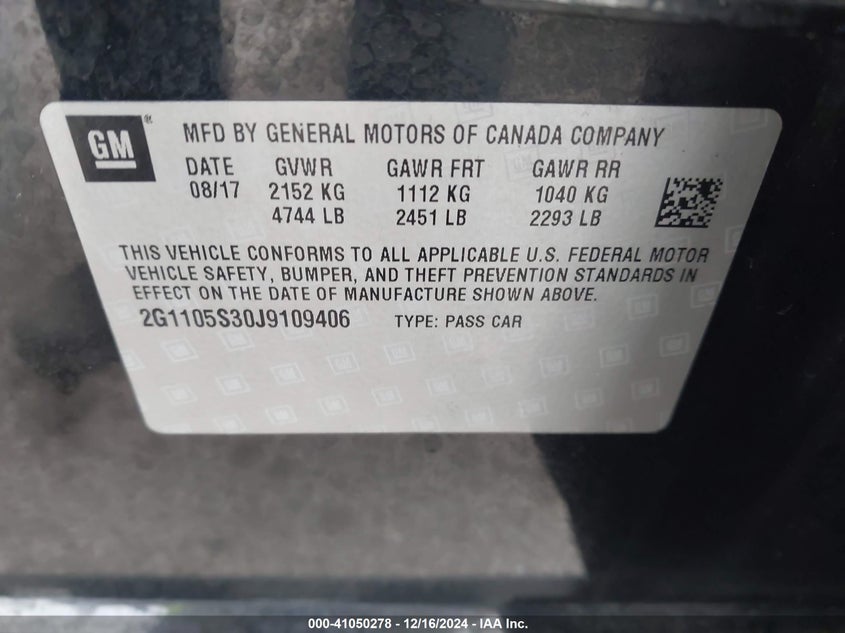 GM ®
MFD BY GENERAL MOTORS OF CANADA COMPANY
DATE GVWR GAWR FRT GAWR RR
08/17 2152 KG 1112 KG 1040 KG
4744 LB 2451 LB 2293 LB
THIS VEHICLE CONFORMS TO ALL APPLICABLE U.S. FEDERAL MOTOR
VEHICLE SAFETY, BUMPER, AND THEFT PREVENTION STANDARDS IN
EFFECT ON THE DATE OF MANUFACTURE SHOWN ABOVE.
2G1105S30J9109406 TYPE: PASS CAR
000-41050278 - 12/16/2024 - IAA Inc.